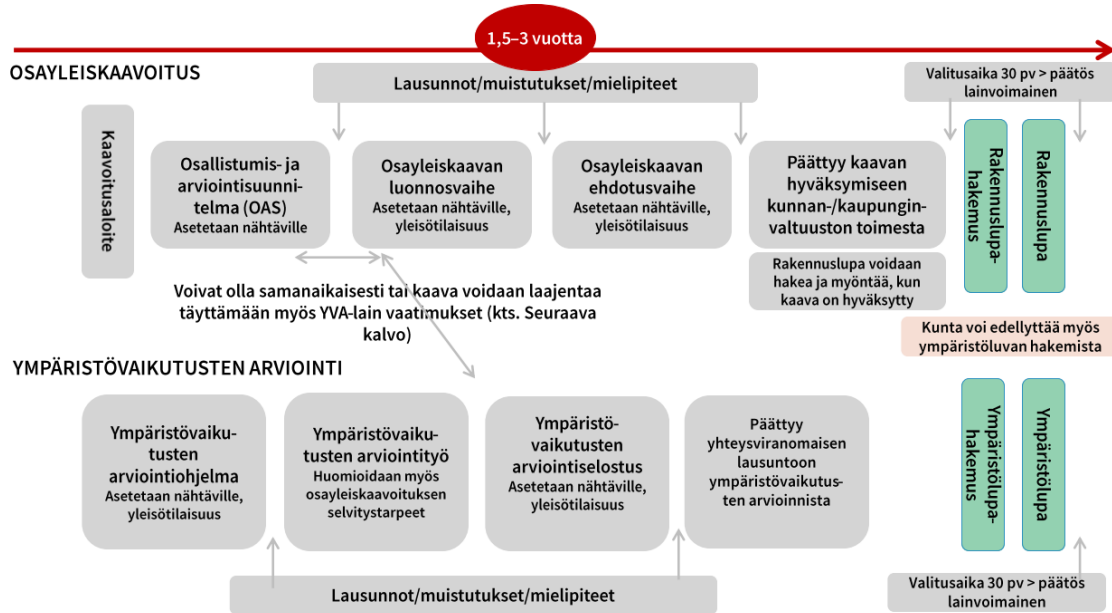 1,5–3 vuotta
OSAYLEISKAAVOITUS
Lausunnot/muistutukset/mielipiteet
Valitusaika 30 pv > päätös
lainvoimainen
Kaavoitusaloite
Osallistumis- ja
arviointisuunni-
telma (OAS)
Asetetaan nähtäville
Osayleiskaavan
luonnosvaihe
Asetetaan nähtäville,
yleisötilaisuus
Osayleiskaavan
ehdotusvaihe
Asetetaan nähtäville,
yleisötilaisuus
Päättyy kaavan
hyväksymiseen
kunnan-/kaupungin-
valtuuston toimesta
Rakennuslupa-
hakemus
Rakennuslupa
Rakennuslupa voidaan
hakea ja myöntää, kun
kaava on hyväksytty
Voivat olla samanaikaisesti tai kaava voidaan laajentaa
täyttämään myös YVA-lain vaatimukset (kts. Seuraava
kalvo)
Kunta voi edellyttää myös
ympäristöluvan hakemista
YMPÄRISTÖVAIKUTUSTEN ARVIOINTI
Ympäristövaiku-
tusten
arviointiohjelma
Asetetaan nähtäville,
yleisötilaisuus
Ympäristövaiku-
tusten arviointityö
Huomioidaan myös
osayleiskaavoituksen
selvitystarpeet
Ympäristö-
vaikutusten
arviointiselostus
Asetetaan nähtäville,
yleisötilaisuus
Päättyy
yhteysviranomaisen
lausuntoon
ympäristövaikutus-
ten arvioinnista
Ympäristölupa-
hakemus
Ympäristölupa
Lausunnot/muistutukset/mielipiteet
Valitusaika 30 pv > päätös
lainvoimainen